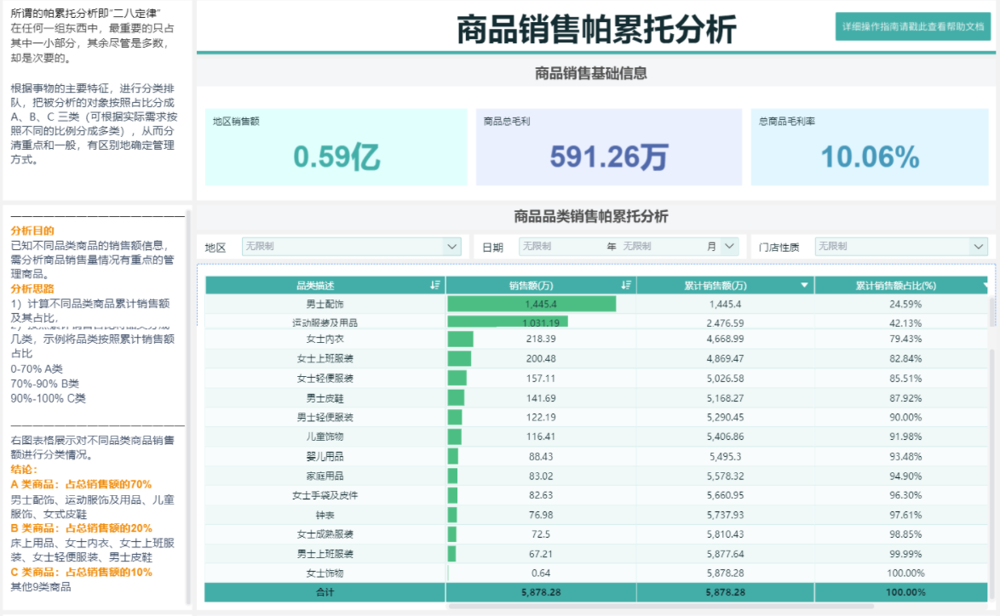 所谓的帕累托分析即“二八定律”
在任何一组东西中，最重要的只占
其中一小部分，其余尽管是多数，
却是次要的。
根据事物的主要特征，进行分类排
队，把被分析的对象按照占比分成
A、B、C 三类（可根据实际需求按
照不同的比例分成多类），从而分
清重点和一般，有区别地确定管理
方式。
商品销售帕累托分析
详细操作指南请戳此查看帮助文档
商品销售基础信息
地区销售额
0.59亿
商品总毛利
591.26万
总商品毛利率
10.06%
分析目的
已知不同品类商品的销售额信息，
需分析商品销售量情况有重点的管
理商品。
分析思路
1）计算不同品类商品累计销售额
及其占比，
2）按照累计销售占比将品类分成
几类，示例将品类按照累计销售额
占比
0-70% A类
70%-90% B类
90%-100% C类
右图表格展示对不同品类商品销售
额进行分类情况。
结论：
A 类商品：占总销售额的70%
男士配饰、运动服饰及用品、儿童
服饰、女式皮鞋
B 类商品：占总销售额的20%
床上用品、女士内衣、女士上班服
装、女士轻便服装、男士皮鞋
C 类商品：占总销售额的10%
其他9类商品
商品品类销售帕累托分析
地区 无限制 日期 无限制 年 无限制 月 门店性质 无限制
品类描述 销售额(万) 累计销售额(万) 累计销售额占比(%)
男士配饰 1,445.4 1,445.4 24.59%
运动服装及用品 1,031.19 2,476.59 42.13%
女士内衣 218.39 4,668.99 79.43%
女士上班服装 200.48 4,869.47 82.84%
女士轻便服装 157.11 5,026.58 85.51%
男士皮鞋 141.69 5,168.27 87.92%
男士轻便服装 122.19 5,290.45 90.00%
儿童饰物 116.41 5,406.86 91.98%
婴儿用品 88.43 5,495.3 93.48%
家庭用品 83.02 5,578.32 94.90%
女士手袋及皮件 82.63 5,660.95 96.30%
钟表 76.98 5,737.93 97.61%
女士成熟服装 72.5 5,810.43 98.85%
男士上班服装 67.21 5,877.64 99.99%
女士饰物 0.64 5,878.28 100.00%
合计 5,878.28 5,878.28 100.00%